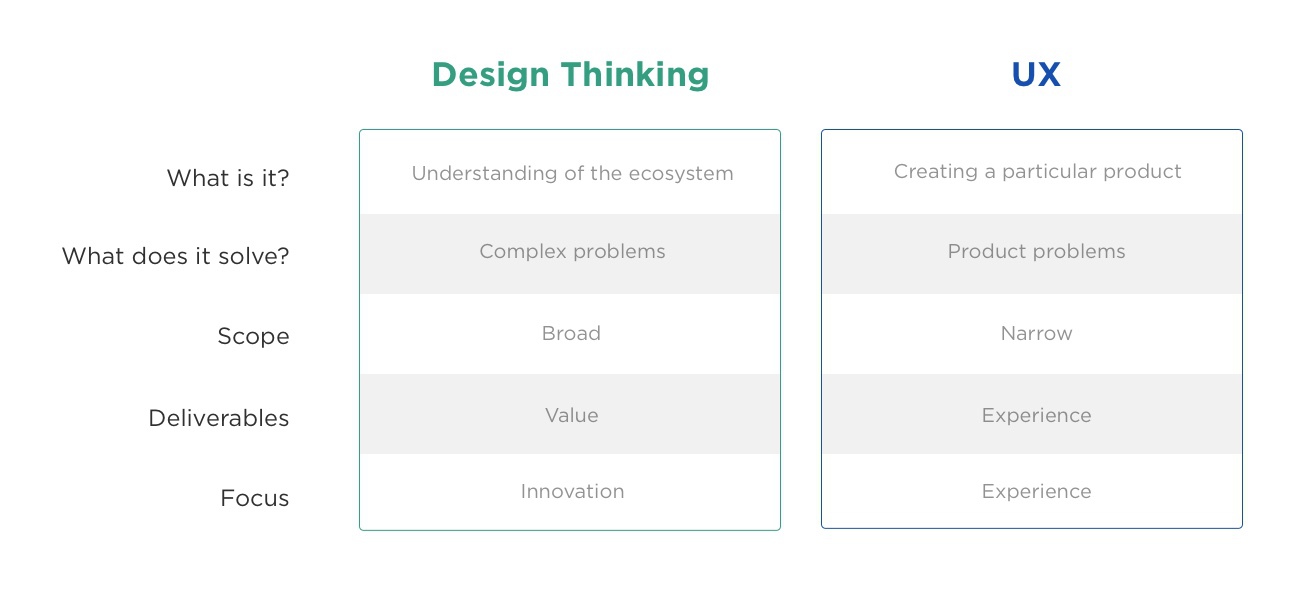 Design Thinking UX
What is it? Understanding of the ecosystem Creating a particular product
What does it solve? Complex problems Product problems
Scope Broad Narrow
Deliverables Value Experience
Focus Innovation Experience